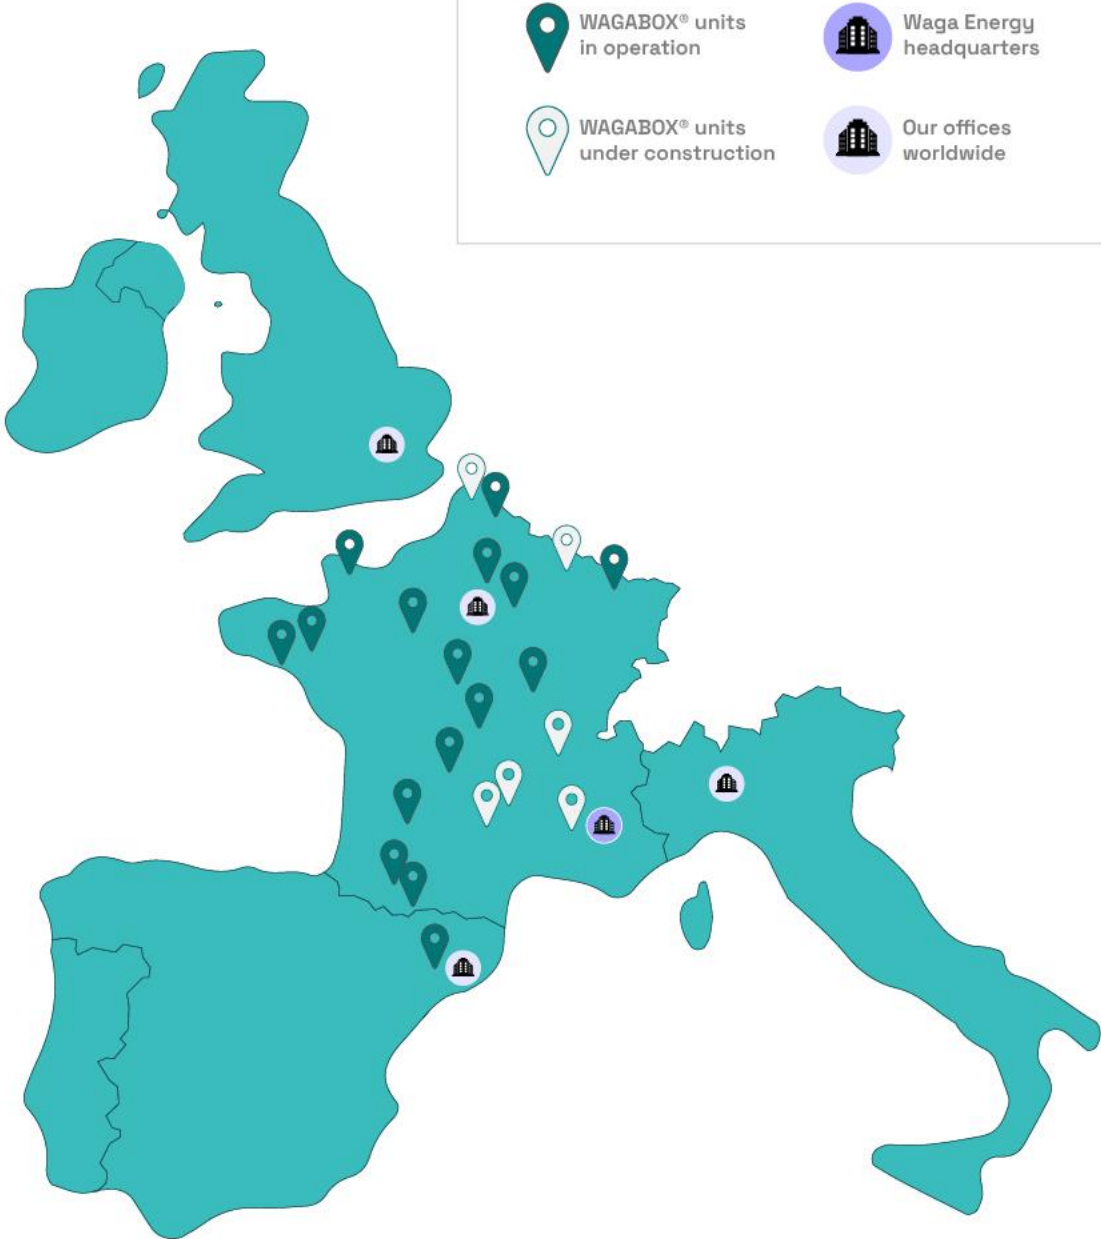 WAGABOX® units
in operation
Waga Energy
headquarters
WAGABOX® units
under construction
Our offices
worldwide